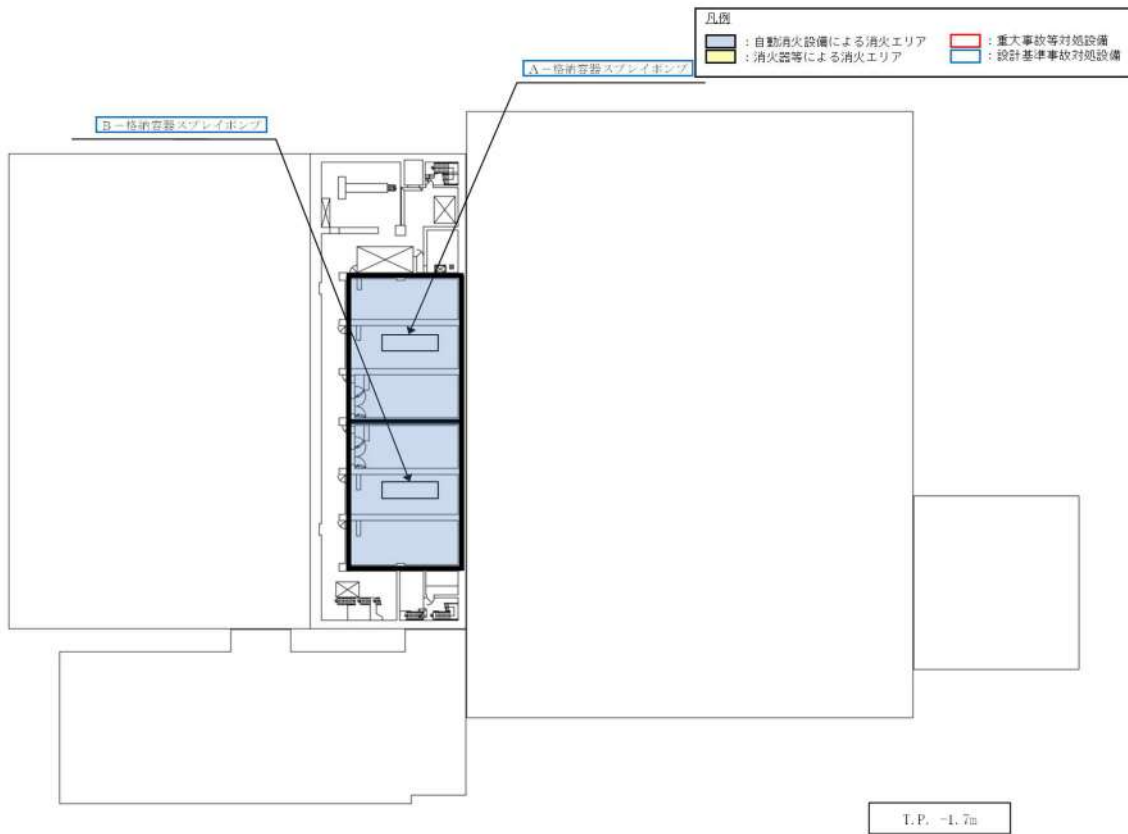 凡例
：自動消火設備による消火エリア
：重大事故等対処設備
：消火器等による消火エリア
：設計基準事故対処設備
A－格納容器スプレイポンプ
B－格納容器スプレイポンプ
T.P. -1.7m